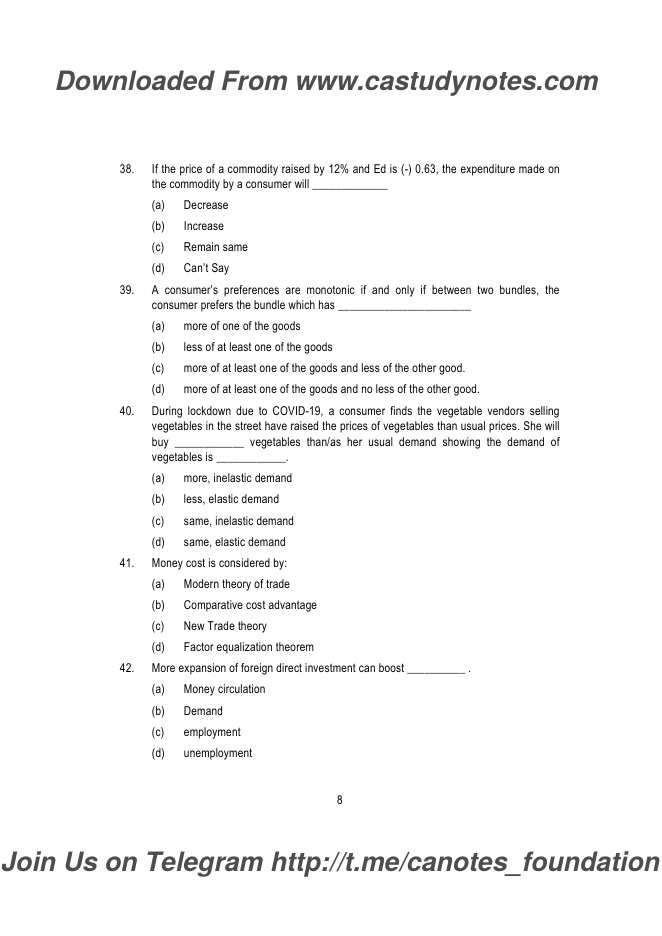 Downloaded From www.castudynotes.com
38. If the price of a commodity raised by 12% and Ed is (-) 0.63, the expenditure made on
the commodity by a consumer will _____________
(a) Decrease
(b) Increase
(c) Remain same
(d) Can't Say
39. A consumer's preferences are monotonic if and only if between two bundles, the
consumer prefers the bundle which has _______________________
(a) more of one of the goods
(b) less of at least one of the goods
(c) more of at least one of the goods and less of the other good.
(d) more of at least one of the goods and no less of the other good.
40. During lockdown due to COVID-19, a consumer finds the vegetable vendors selling
vegetables in the street have raised the prices of vegetables than usual prices. She will
buy ____________ vegetables than/as her usual demand showing the demand of
vegetables is ____________.
(a) more, inelastic demand
(b) less, elastic demand
(c) same, inelastic demand
(d) same, elastic demand
41. Money cost is considered by:
(a) Modern theory of trade
(b) Comparative cost advantage
(c) New Trade theory
(d) Factor equalization theorem
42. More expansion of foreign direct investment can boost __________ .
(a) Money circulation
(b) Demand
(c) employment
(d) unemployment
8
Join Us on Telegram http://t.me/canotes_foundation